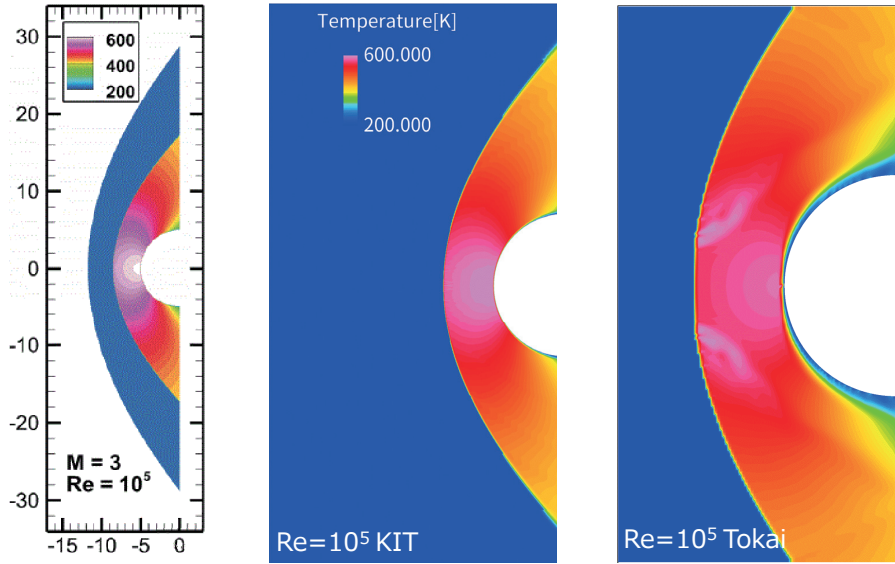 30
20
10
0
-10
-20
-30
600
400
200
M = 3
Re = 10⁵
-15 -10 -5 0
Temperature[K]
600.000
200.000
Re=10⁵ KIT
Re=10⁵ Tokai